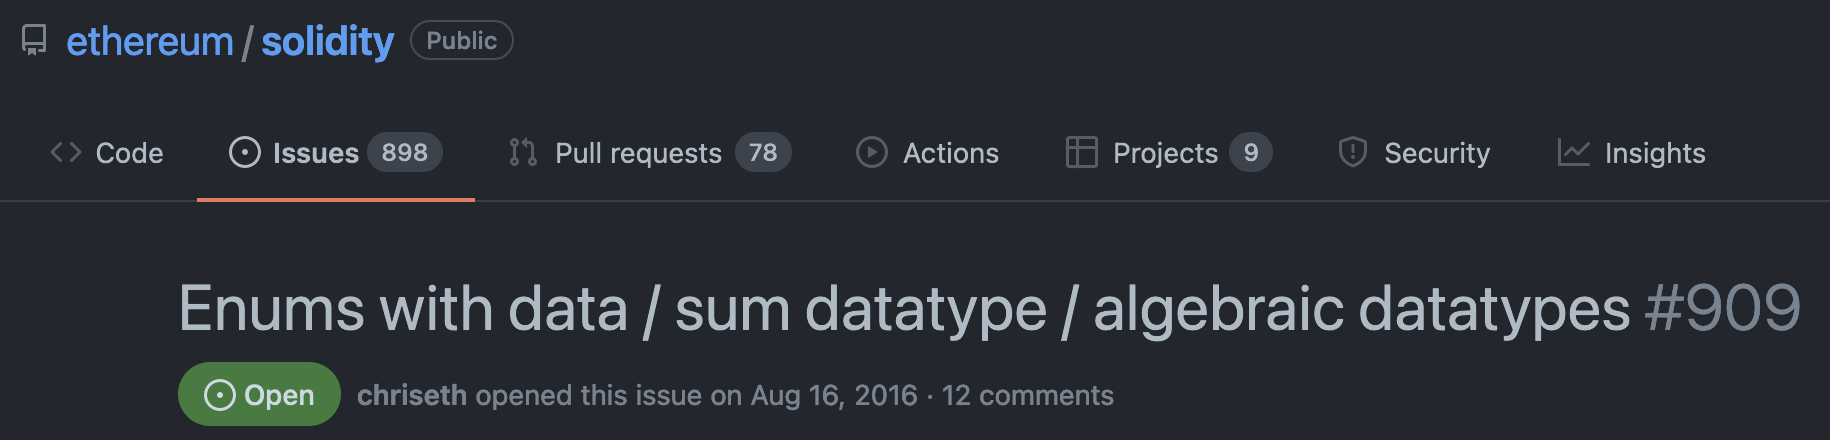 ethereum / solidity Public
Code Issues 898 Pull requests 78 Actions Projects 9 Security Insights
Enums with data / sum datatype / algebraic datatypes #909
Open chriseth opened this issue on Aug 16, 2016 · 12 comments